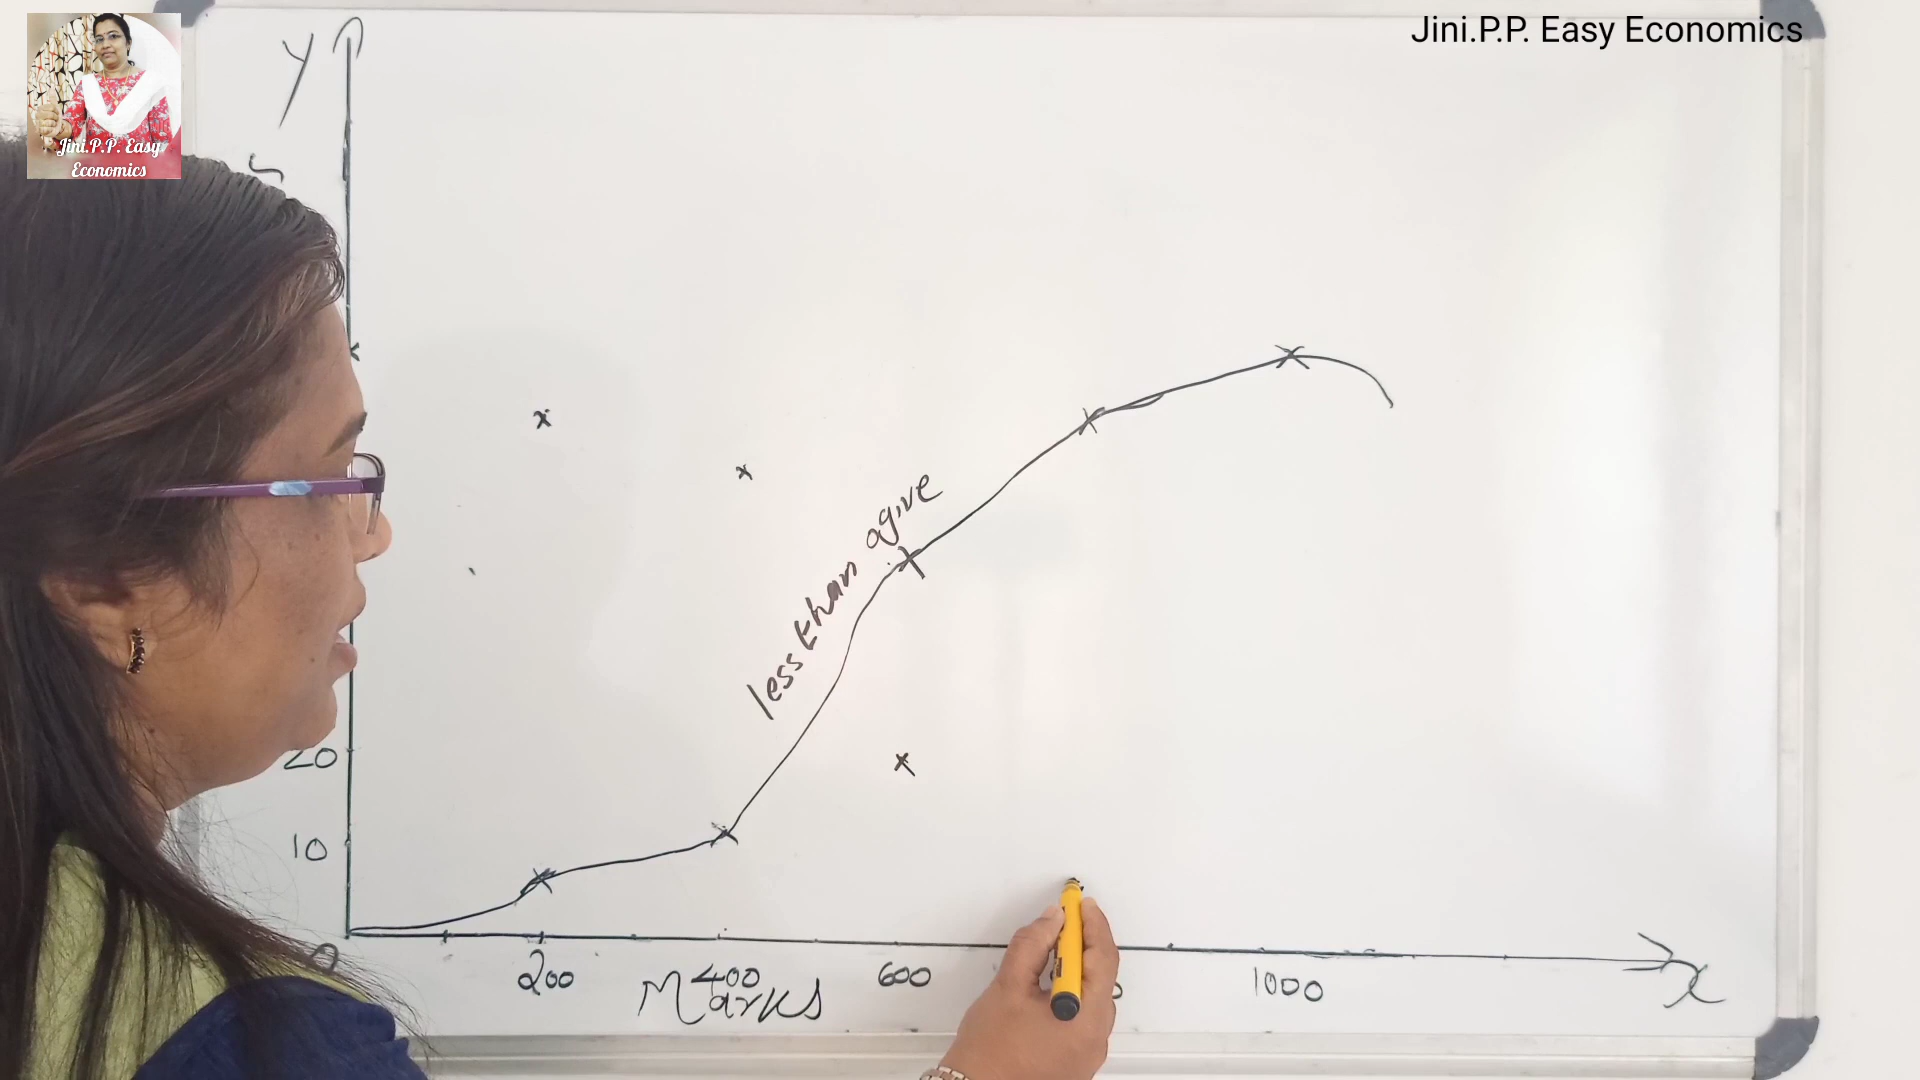 Jini.P.P. Easy Economics
Jini.P.P. Easy
Economics
Y
less than ogive
20
10
0
200
400
600
1000
Marks
x